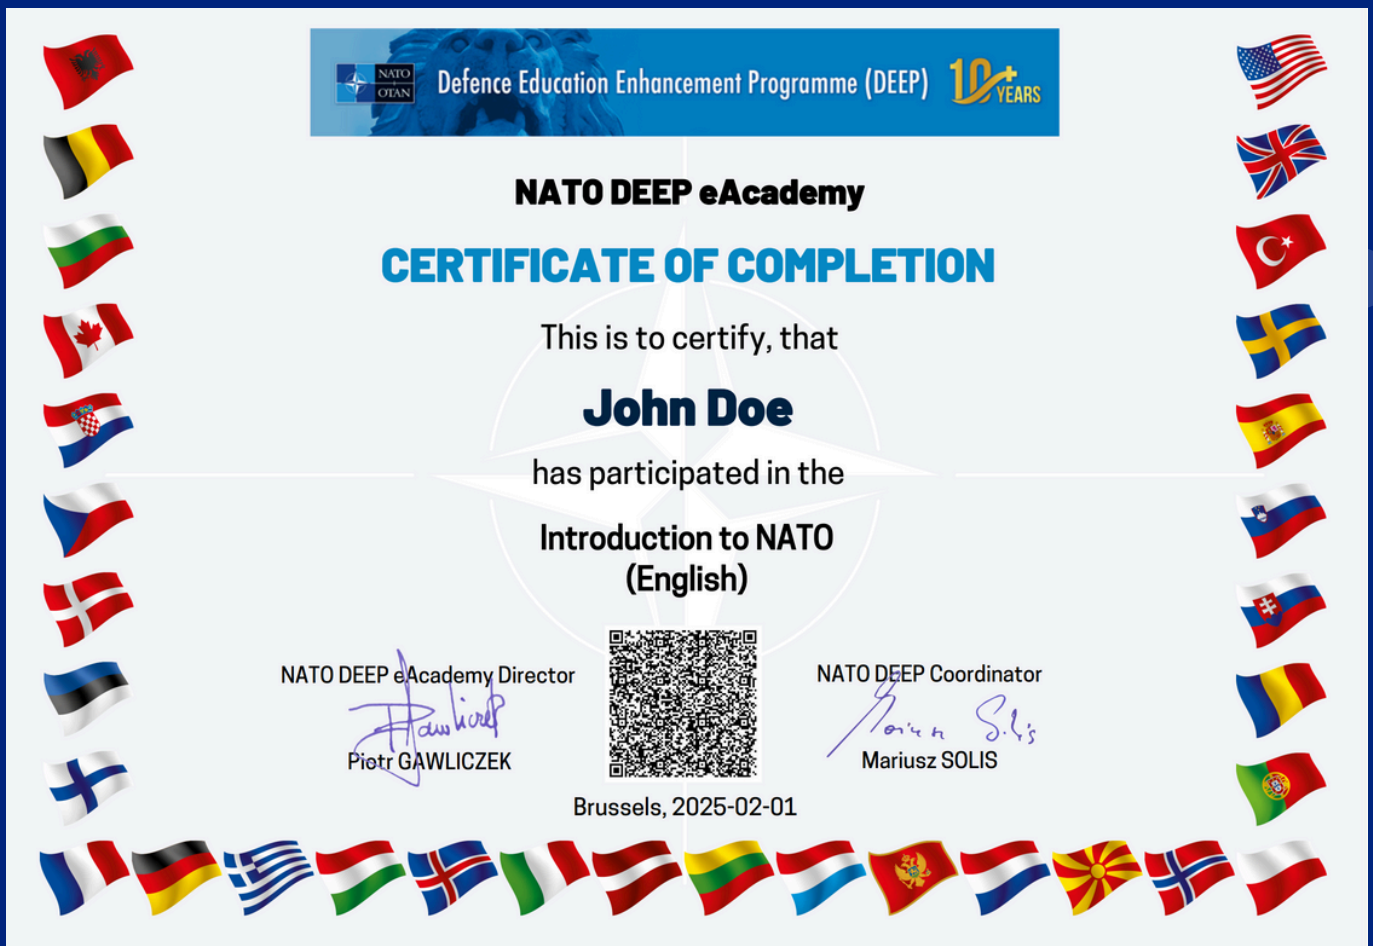 NATO
OTAN
Defence Education Enhancement Programme (DEEP)
10+ YEARS
NATO DEEP eAcademy
CERTIFICATE OF COMPLETION
This is to certify, that
John Doe
has participated in the
Introduction to NATO
(English)
NATO DEEP eAcademy Director
Piotr GAWLICZEK
NATO DEEP Coordinator
Mariusz Solis
Mariusz SOLIS
Brussels, 2025-02-01